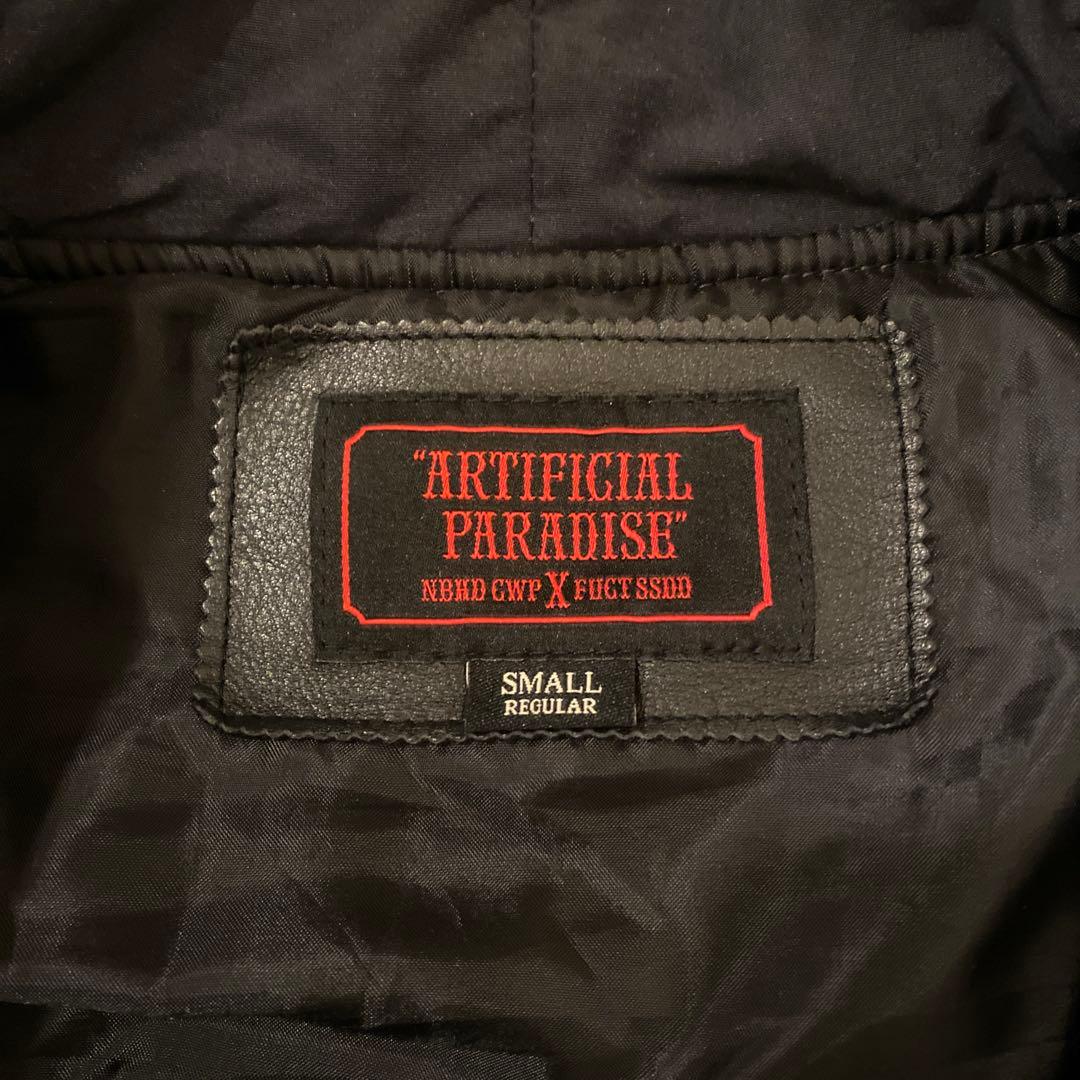 "ARTIFICIAL
PARADISE"
NBHD CWP X FUCT SSDD
SMALL
REGULAR